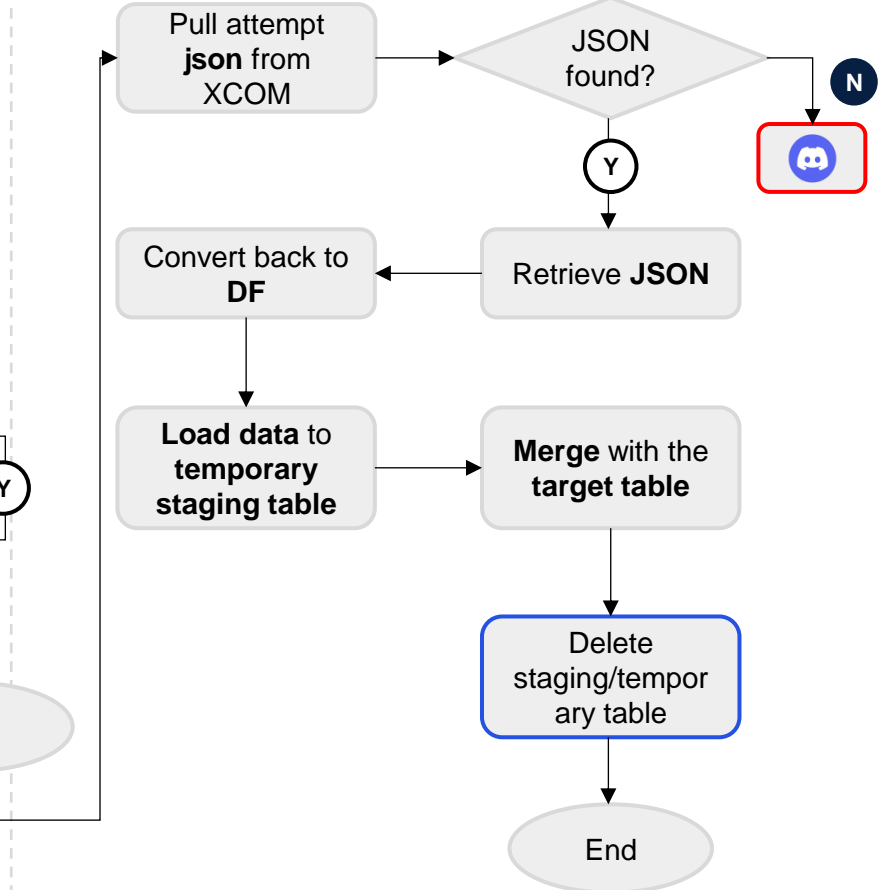 Pull attempt
json from
XCOM
JSON
found?
N
Y
Convert back to
DF
Retrieve JSON
Load data to
temporary
staging table
Merge with the
target table
Y
Delete
staging/tempor
ary table
End